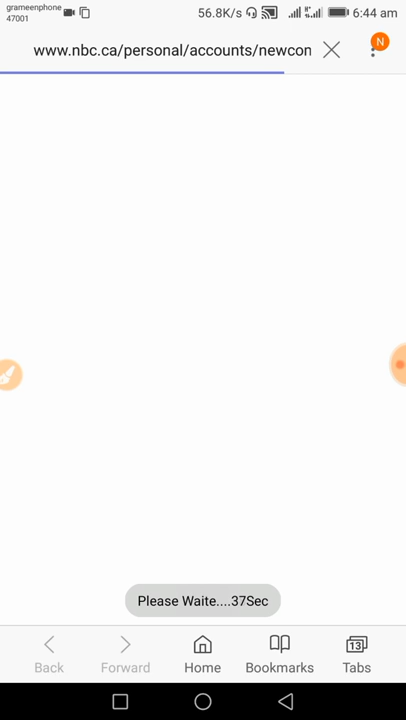 grameenphone
47001
56.8K/s
6:44 am
www.nbc.ca/personal/accounts/newcon
N
Please Waite....37Sec
Back
Forward
Home
Bookmarks
13
Tabs